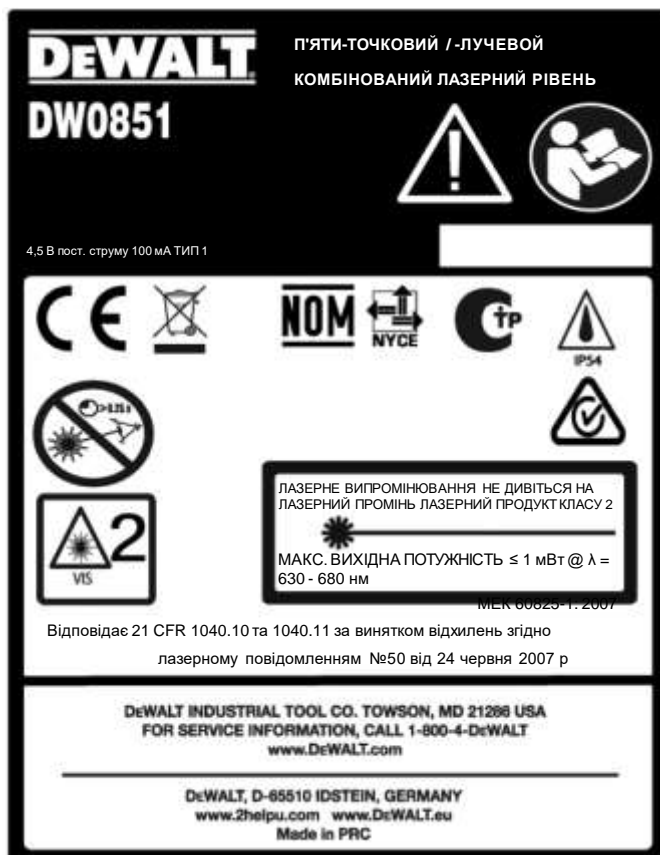 DEWALT
П'ЯТИ-ТОЧКОВИЙ / -ЛУЧЕВОЙ
КОМБІНОВАНИЙ ЛАЗЕРНИЙ РІВЕНЬ
DW0851
4,5 В пост. струму 100 мА ТИП 1
CE
NOM
NYCE
C TP
IP54
>0.25 s
2
VIS
ЛАЗЕРНЕ ВИПРОМІНЮВАННЯ НЕ ДИВІТЬСЯ НА
ЛАЗЕРНИЙ ПРОМІНЬ ЛАЗЕРНИЙ ПРОДУКТ КЛАСУ 2
МАКС. ВИХІДНА ПОТУЖНІСТЬ ≤ 1 мВт @ λ =
630 - 680 нм
МЕК 60825-1: 2007
Відповідає 21 CFR 1040.10 та 1040.11 за винятком відхилень згідно
лазерному повідомленням №50 від 24 червня 2007 р
DEWALT INDUSTRIAL TOOL CO. TOWSON, MD 21286 USA
FOR SERVICE INFORMATION, CALL 1-800-4-DEWALT
www.DEWALT.com
DEWALT, D-65510 IDSTEIN, GERMANY
www.2helpu.com www.DEWALT.eu
Made in PRC